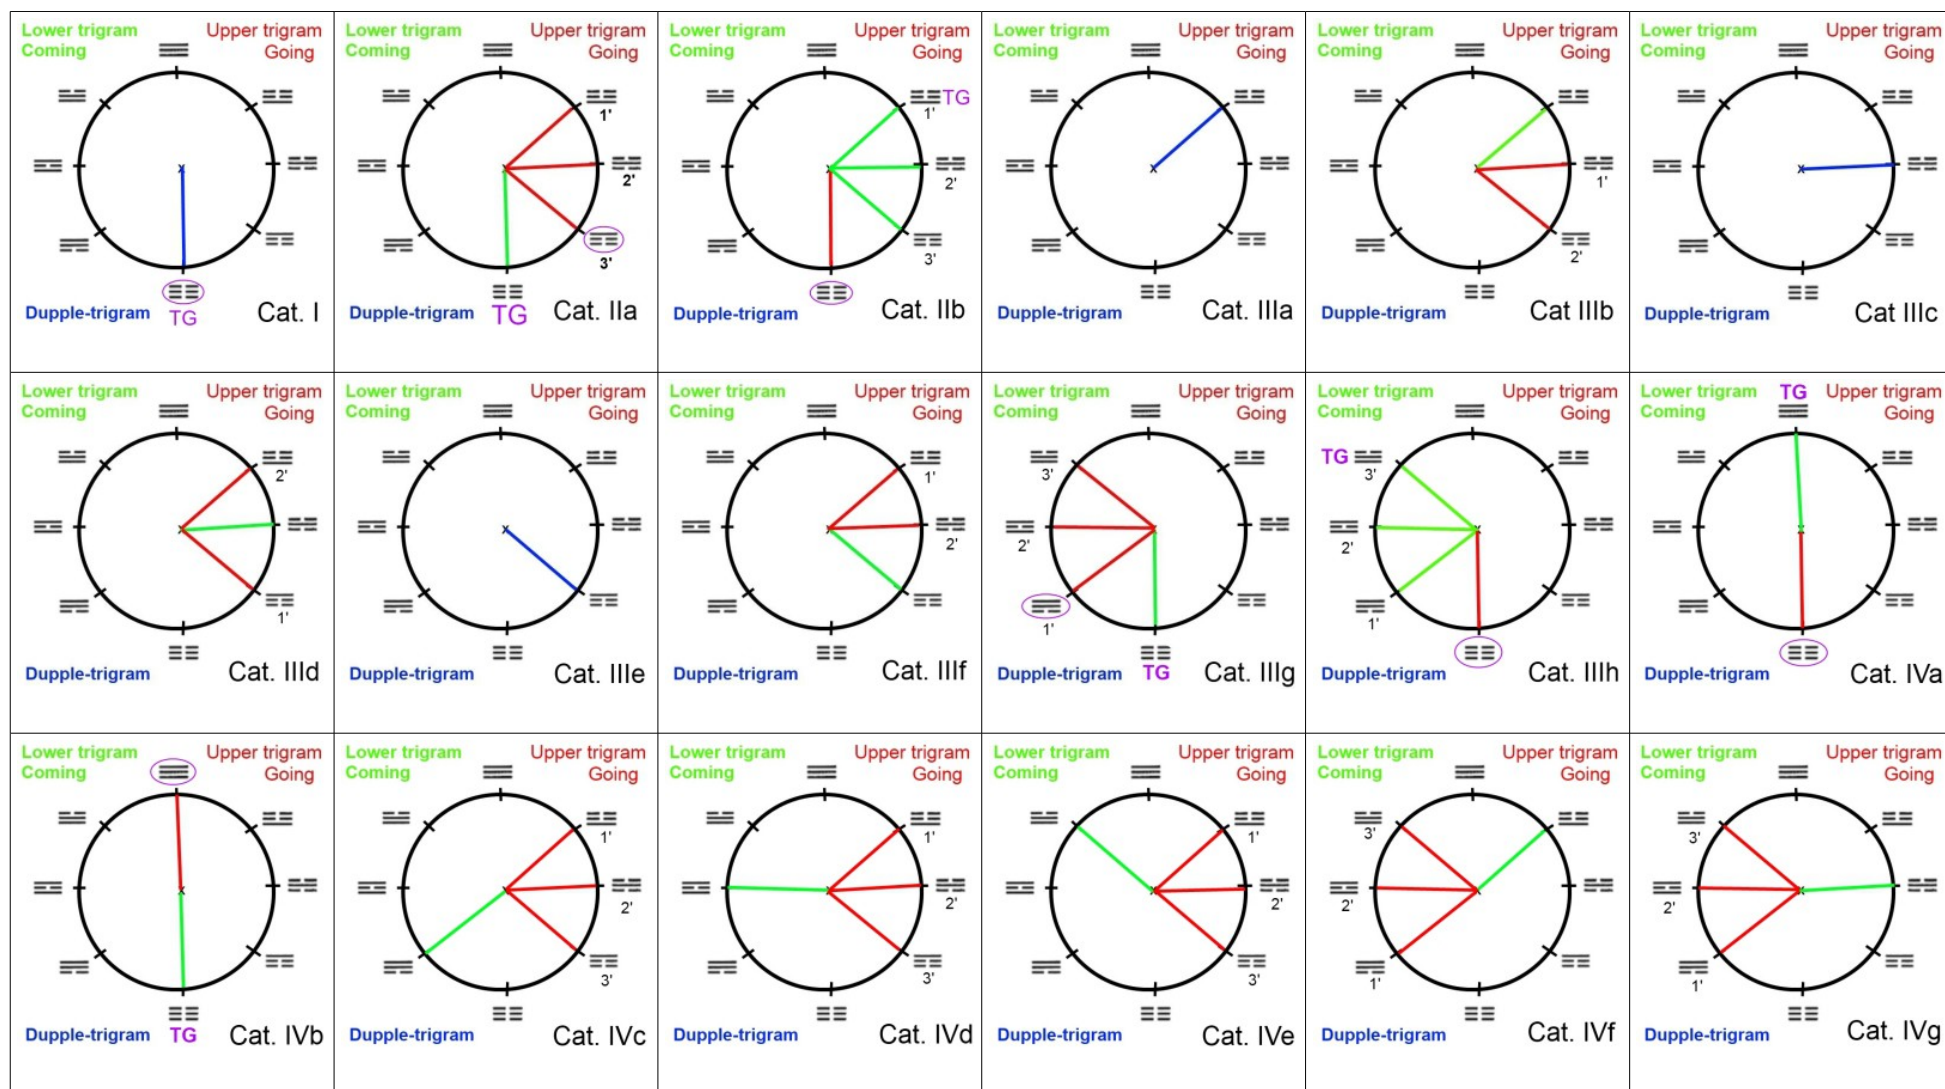 Lower trigram
Coming
Upper trigram
Going
Dupple-trigram
TG
Cat. I
Lower trigram
Coming
Upper trigram
Going
1'
2'
3'
Dupple-trigram
TG
Cat. IIa
Lower trigram
Coming
Upper trigram
Going
TG
1'
2'
3'
Dupple-trigram
Cat. IIb
Lower trigram
Coming
Upper trigram
Going
Dupple-trigram
Cat. IIIa
Lower trigram
Coming
Upper trigram
Going
1'
2'
Dupple-trigram
Cat IIIb
Lower trigram
Coming
Upper trigram
Going
Dupple-trigram
Cat IIIc
Lower trigram
Coming
Upper trigram
Going
2'
1'
Dupple-trigram
Cat. IIId
Lower trigram
Coming
Upper trigram
Going
Dupple-trigram
Cat. IIIe
Lower trigram
Coming
Upper trigram
Going
1'
2'
Dupple-trigram
Cat. IIIf
Lower trigram
Coming
Upper trigram
Going
3'
2'
1'
Dupple-trigram
TG
Cat. IIIg
Lower trigram
Coming
Upper trigram
Going
TG
3'
2'
1'
Dupple-trigram
Cat. IIIh
Lower trigram
Coming
TG
Upper trigram
Going
Dupple-trigram
Cat. IVa
Lower trigram
Coming
Upper trigram
Going
Dupple-trigram
TG
Cat. IVb
Lower trigram
Coming
Upper trigram
Going
1'
2'
3'
Dupple-trigram
Cat. IVc
Lower trigram
Coming
Upper trigram
Going
1'
2'
3'
Dupple-trigram
Cat. IVd
Lower trigram
Coming
Upper trigram
Going
1'
2'
3'
Dupple-trigram
Cat. IVe
Lower trigram
Coming
Upper trigram
Going
3'
2'
1'
Dupple-trigram
Cat. IVf
Lower trigram
Coming
Upper trigram
Going
3'
2'
1'
Dupple-trigram
Cat. IVg